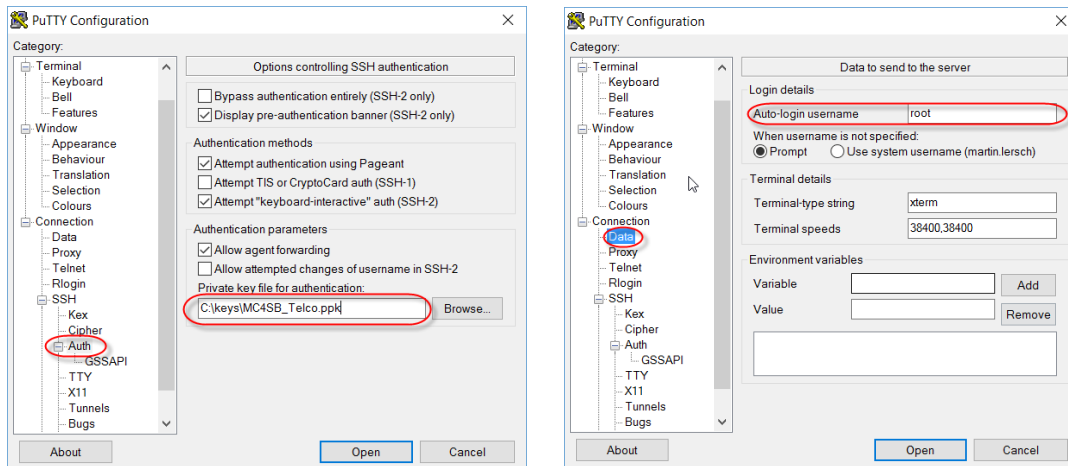 PuTTY Configuration
Category:
Terminal
Keyboard
Bell
Features
Window
Appearance
Behaviour
Translation
Selection
Colours
Connection
Data
Proxy
Telnet
Rlogin
SSH
Kex
Cipher
Auth
GSSAPI
TTY
X11
Tunnels
Bugs
Options controlling SSH authentication
Bypass authentication entirely (SSH-2 only)
Display pre-authentication banner (SSH-2 only)
Authentication methods
Attempt authentication using Pageant
Attempt TIS or CryptoCard auth (SSH-1)
Attempt "keyboard-interactive" auth (SSH-2)
Authentication parameters
Allow agent forwarding
Allow attempted changes of username in SSH-2
Private key file for authentication:
C:\keys\MC4SB_Telco.ppk
Browse...
About
Open
Cancel
PuTTY Configuration
Category:
Terminal
Keyboard
Bell
Features
Window
Appearance
Behaviour
Translation
Selection
Colours
Connection
Data
Proxy
Telnet
Rlogin
SSH
Kex
Cipher
Auth
GSSAPI
TTY
X11
Tunnels
Bugs
Data to send to the server
Login details
Auto-login username root
When username is not specified:
Prompt Use system username (martin.lersch)
Terminal details
Terminal-type string xterm
Terminal speeds 38400,38400
Environment variables
Variable Add
Value Remove
About
Open
Cancel